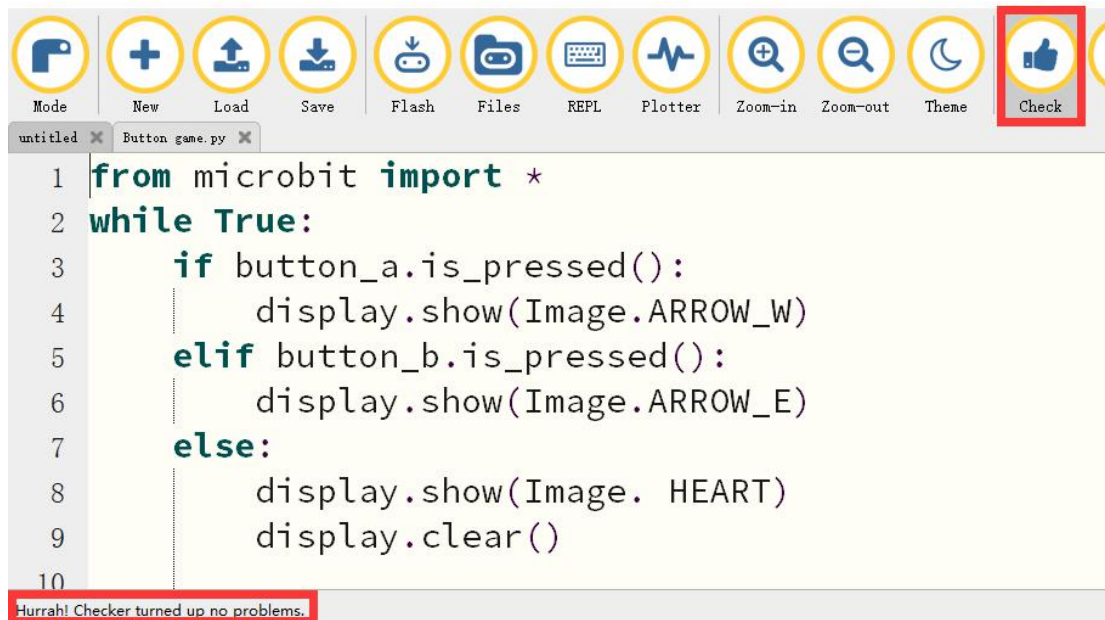 Mode New Load Save Flash Files REPL Plotter Zoom-in Zoom-out Theme Check
untitled Button game.py
1 from microbit import *
2 while True:
3 if button_a.is_pressed():
4 display.show(Image.ARROW_W)
5 elif button_b.is_pressed():
6 display.show(Image.ARROW_E)
7 else:
8 display.show(Image. HEART)
9 display.clear()
10
Hurrah! Checker turned up no problems.